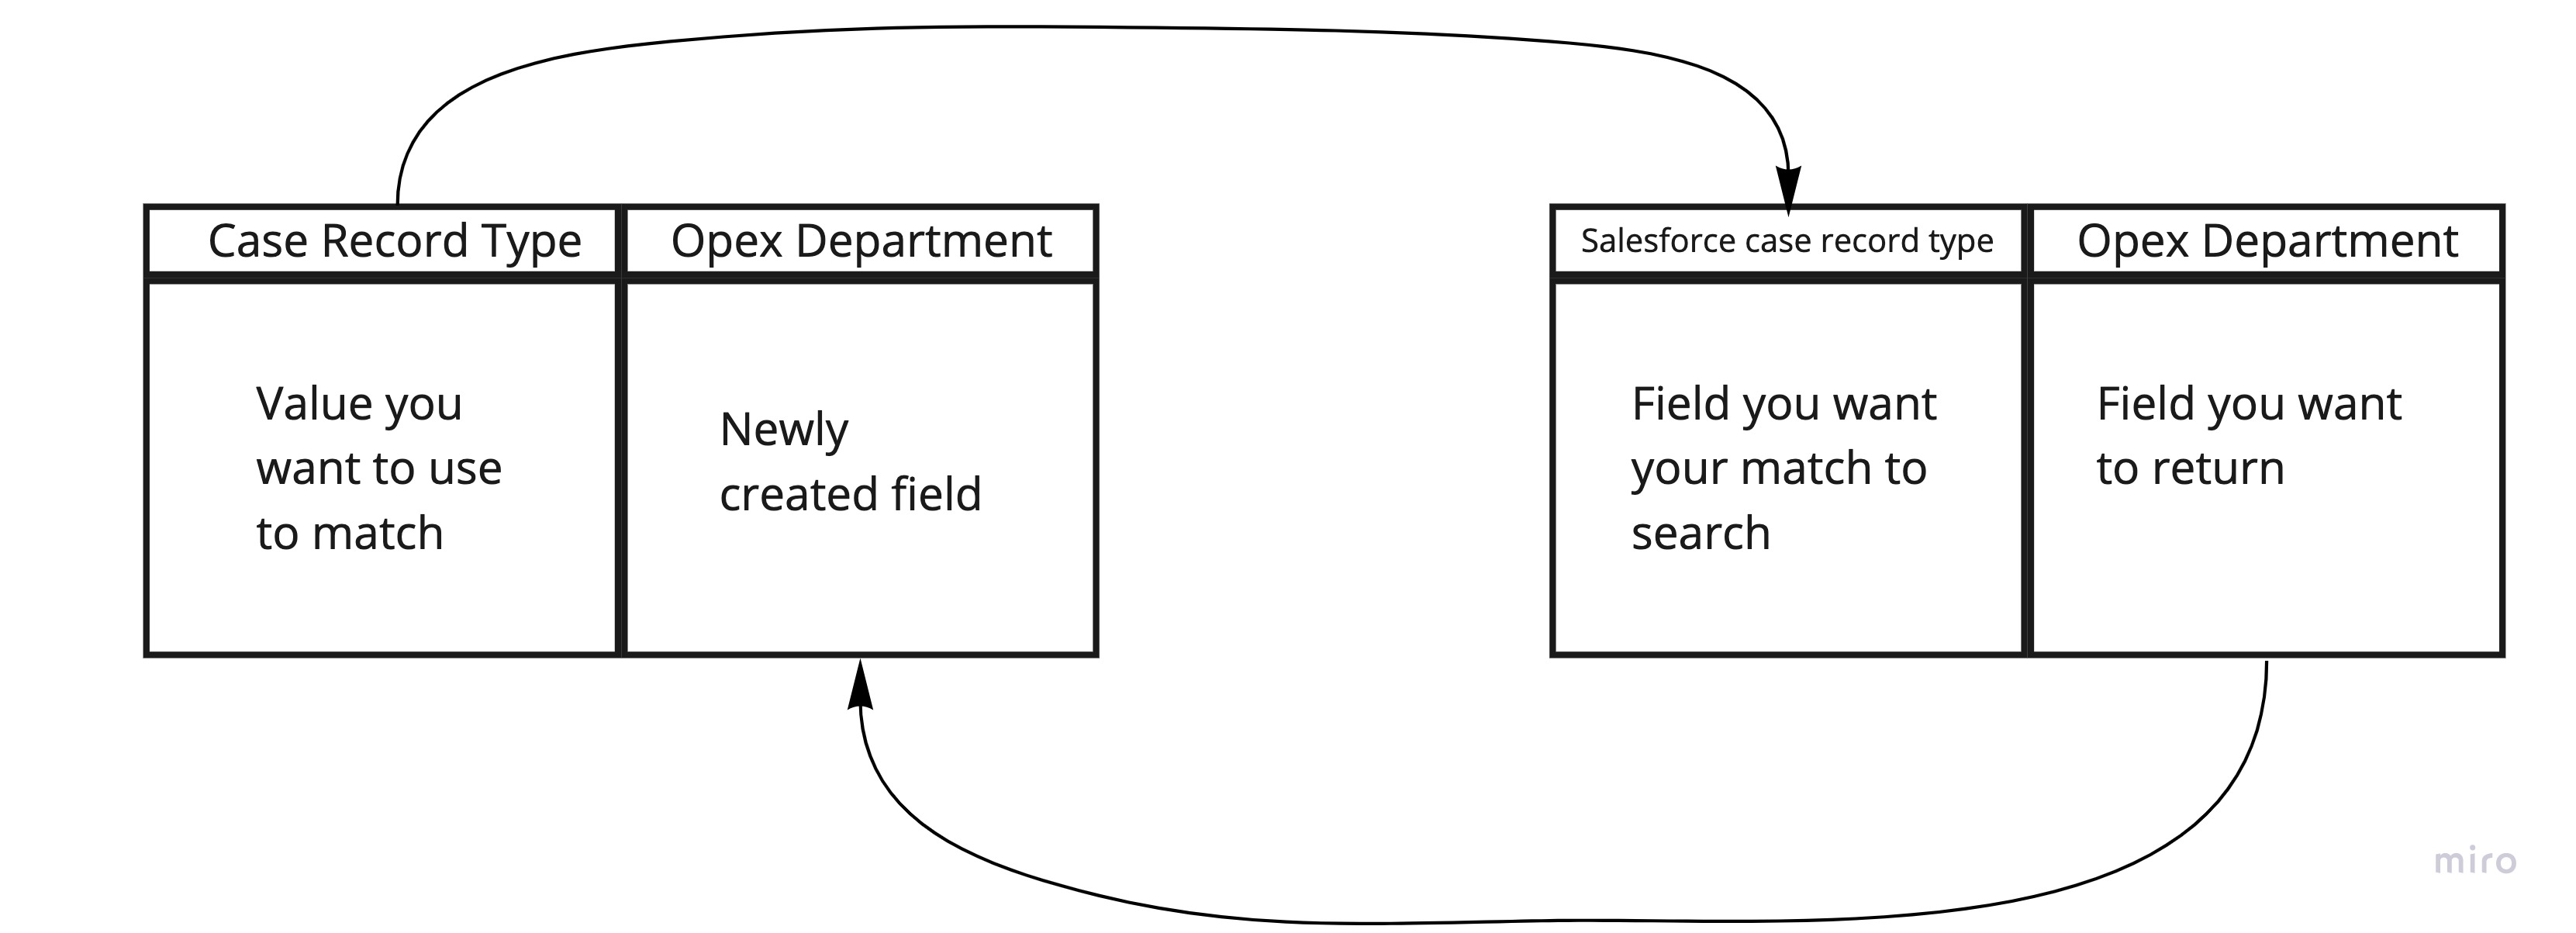 Case Record Type
Opex Department
Salesforce case record type
Opex Department
Value you
want to use
to match
Newly
created field
Field you want
your match to
search
Field you want
to return
miro